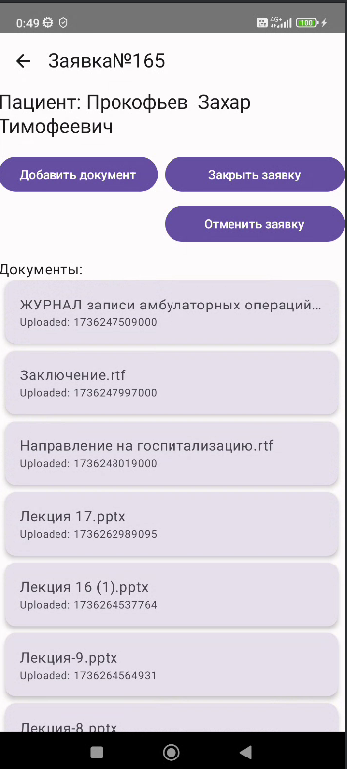 0:49
4G+
100
Заявка№165
Пациент: Прокофьев Захар
Тимофеевич
Добавить документ
Закрыть заявку
Отменить заявку
Документы:
ЖУРНАЛ записи амбулаторных операций...
Uploaded: 1736247509000
Заключение.rtf
Uploaded: 1736247997000
Направление на госпитализацию.rtf
Uploaded: 1736248019000
Лекция 17.pptx
Uploaded: 1736262989095
Лекция 16 (1).pptx
Uploaded: 1736264537764
Лекция-9.pptx
Uploaded: 1736264564931
Лекция-8.pptx